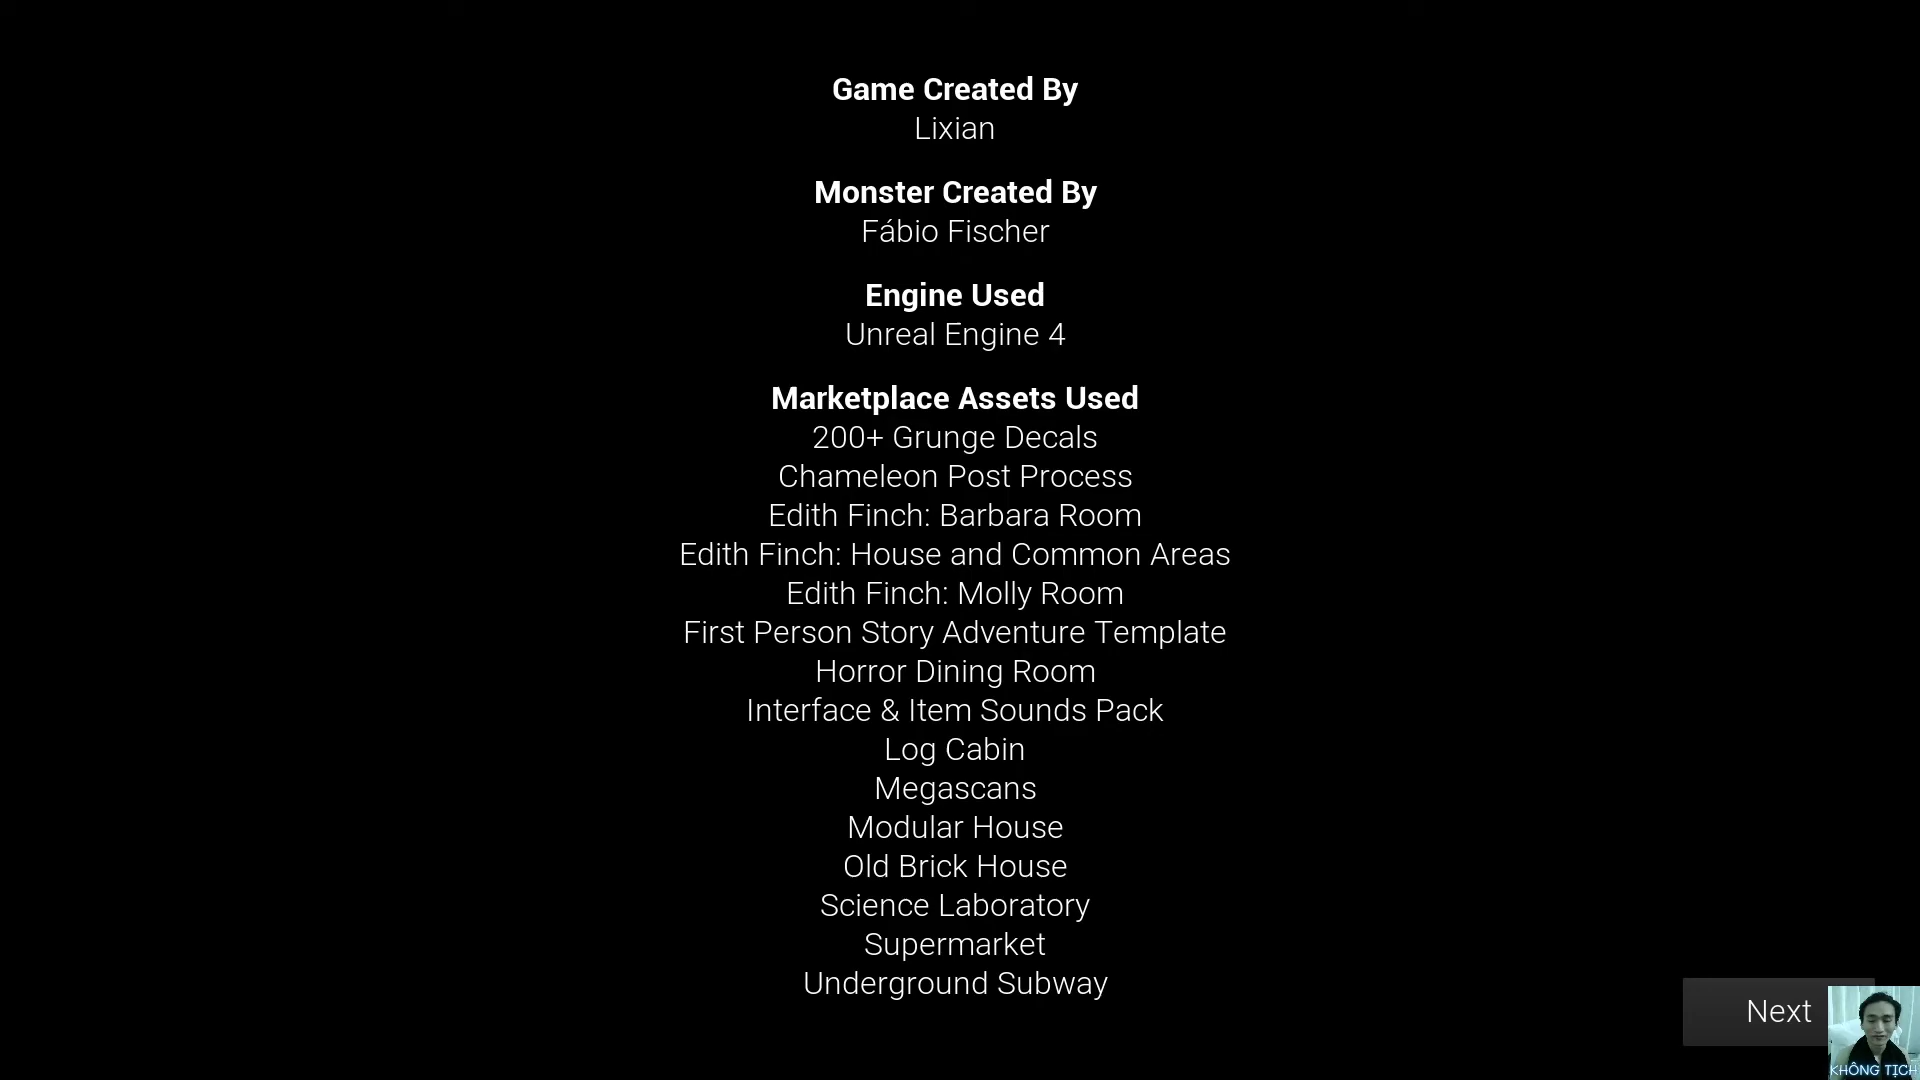 Game Created By
Lixian
Monster Created By
Fábio Fischer
Engine Used
Unreal Engine 4
Marketplace Assets Used
200+ Grunge Decals
Chameleon Post Process
Edith Finch: Barbara Room
Edith Finch: House and Common Areas
Edith Finch: Molly Room
First Person Story Adventure Template
Horror Dining Room
Interface & Item Sounds Pack
Log Cabin
Megascans
Modular House
Old Brick House
Science Laboratory
Supermarket
Underground Subway
Next
KHÔNG TỊCH